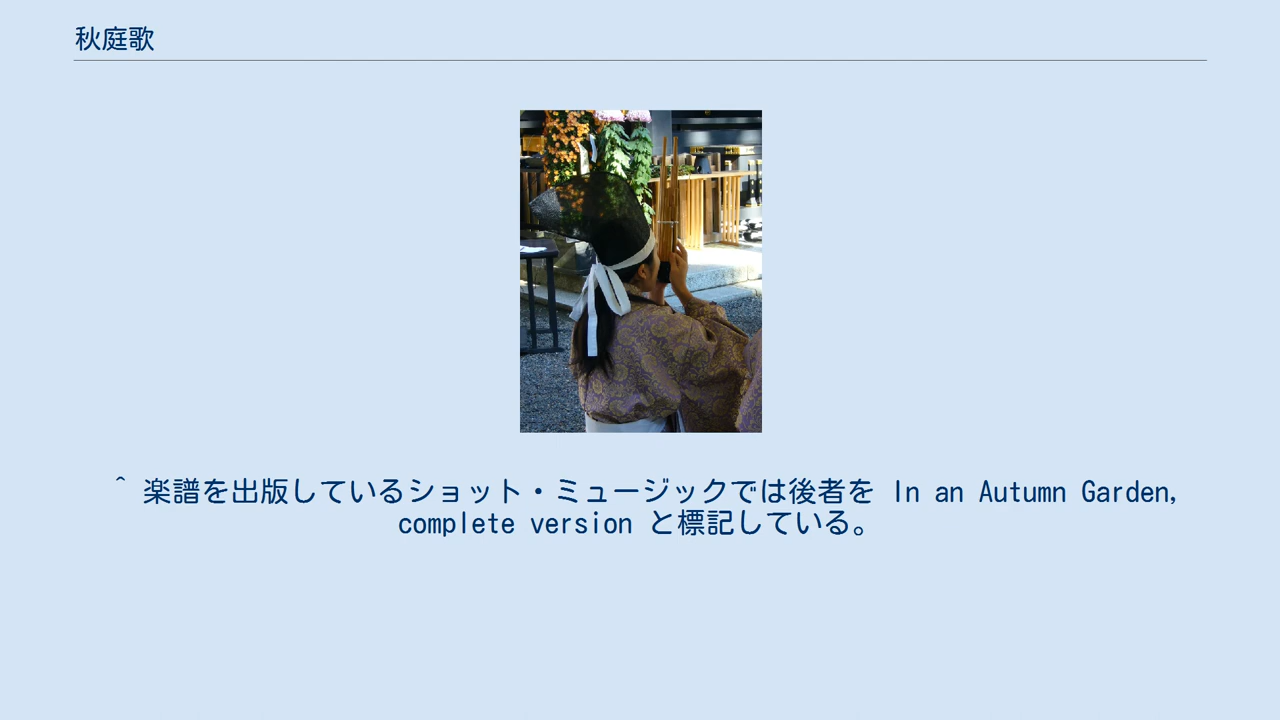 秋庭歌
^ 楽譜を出版しているショット・ミュージックでは後者を In an Autumn Garden,
complete version と標記している。